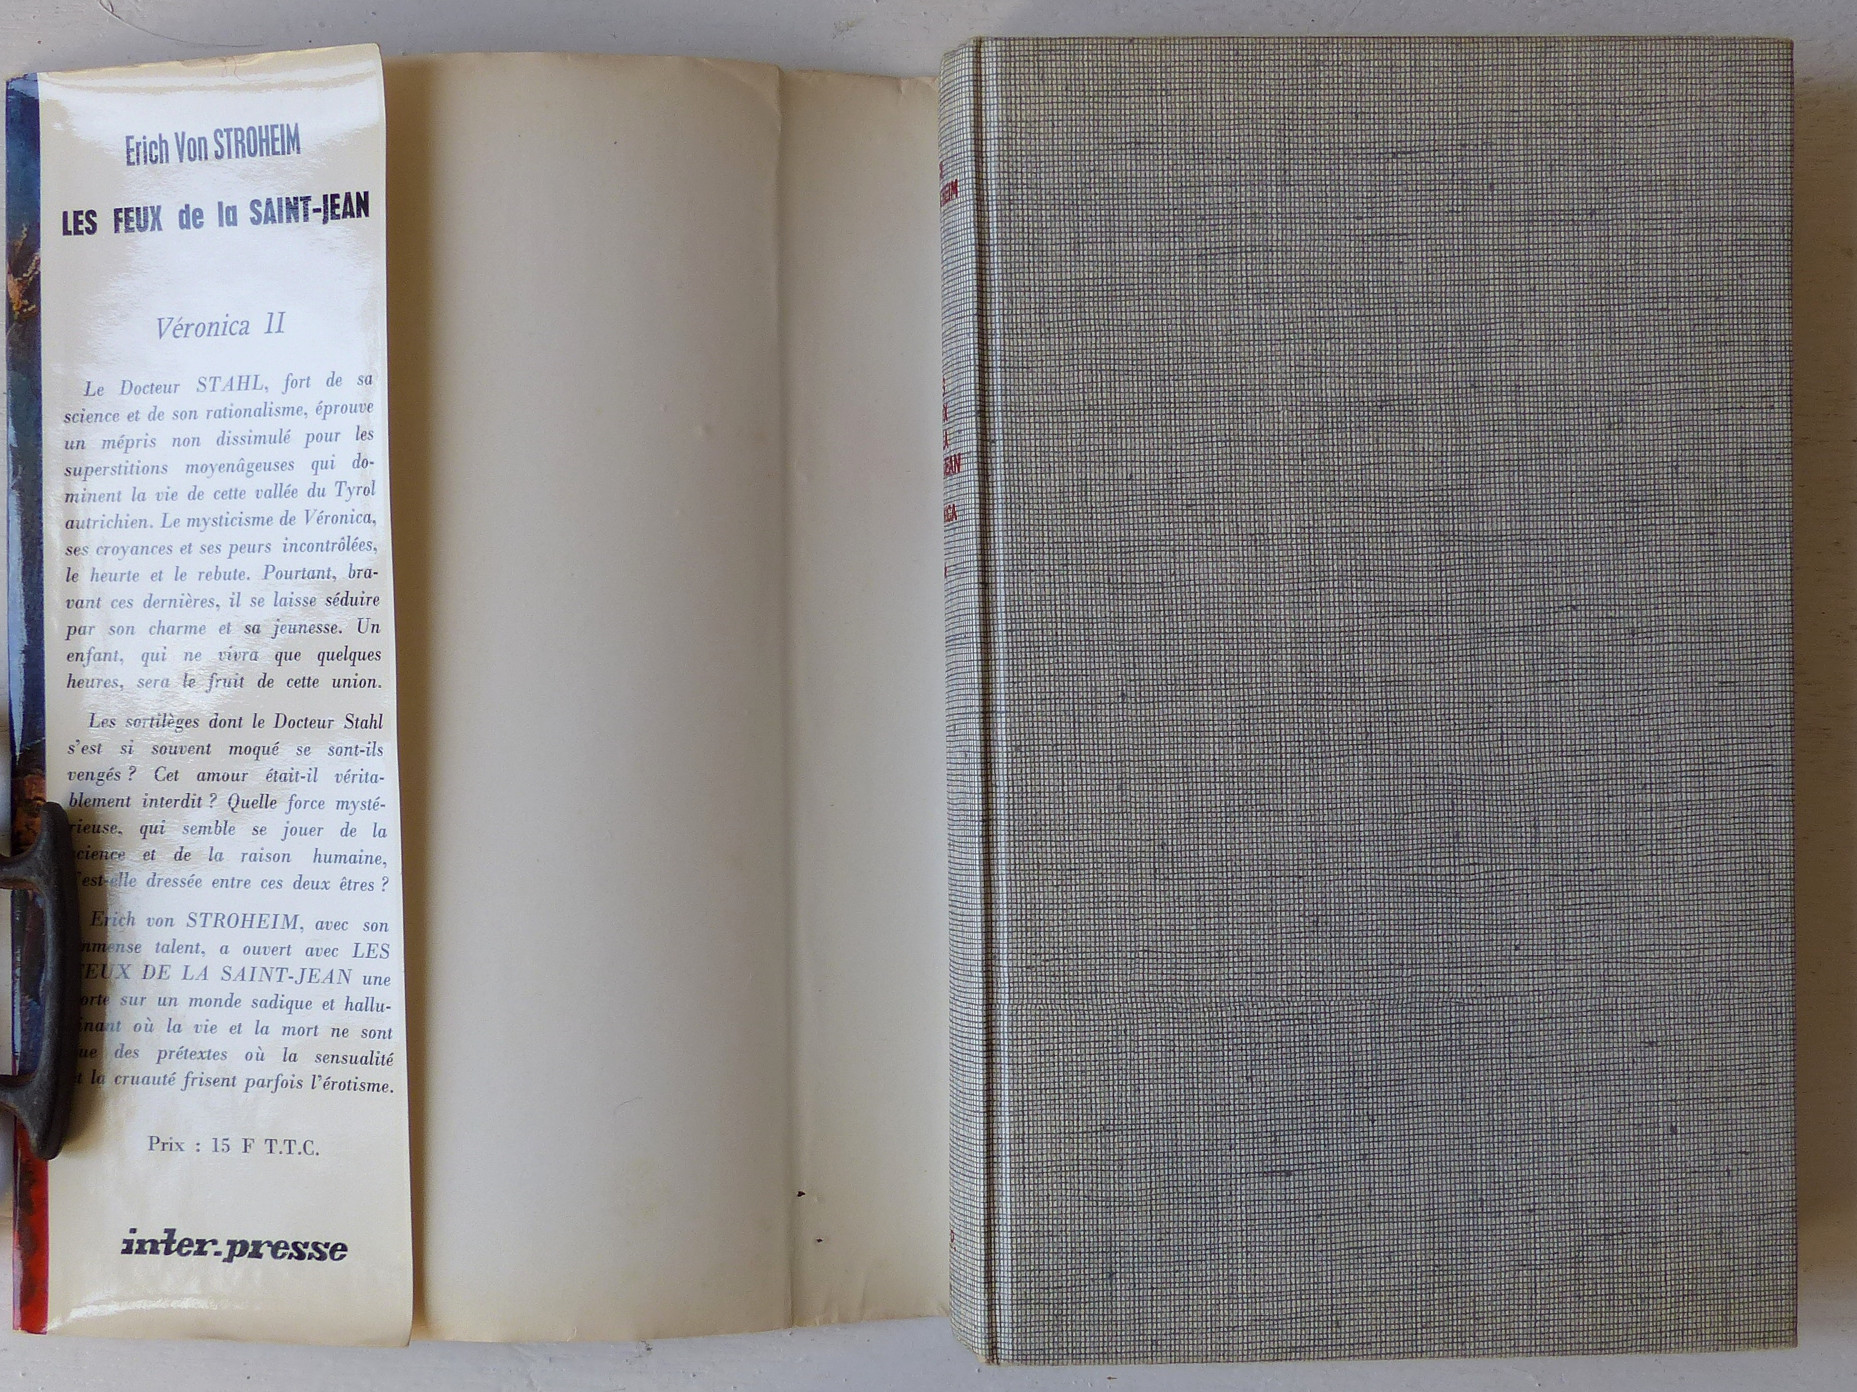 Erich Von STROHEIM
LES FEUX de la SAINT-JEAN
Véronica II
Le Docteur STAHL, fort de sa
science et de son rationalisme, éprouve
un mépris non dissimulé pour les
superstitions moyenâgeuses qui do-
minent la vie de cette vallée du Tyrol
autrichien. Le mysticisme de Véronica,
ses croyances et ses peurs incontrôlées,
le heurte et le rebute. Pourtant, bra-
vant ces dernières, il se laisse séduire
par son charme et sa jeunesse. Un
enfant, qui ne vivra que quelques
heures, sera le fruit de cette union.
Les sortilèges dont le Docteur Stahl
s'est si souvent moqué se sont-ils
vengés ? Cet amour était-il vérita-
blement interdit ? Quelle force mysté-
rieuse, qui semble se jouer de la
science et de la raison humaine,
s'est-elle dressée entre ces deux êtres ?
Erich von STROHEIM, avec son
immense talent, a ouvert avec LES
FEUX DE LA SAINT-JEAN une
porte sur un monde sadique et hallu-
cinant où la vie et la mort ne sont
que des prétextes où la sensualité
et la cruauté frisent parfois l'érotisme.
Prix : 15 F T.T.C.
inter-presse